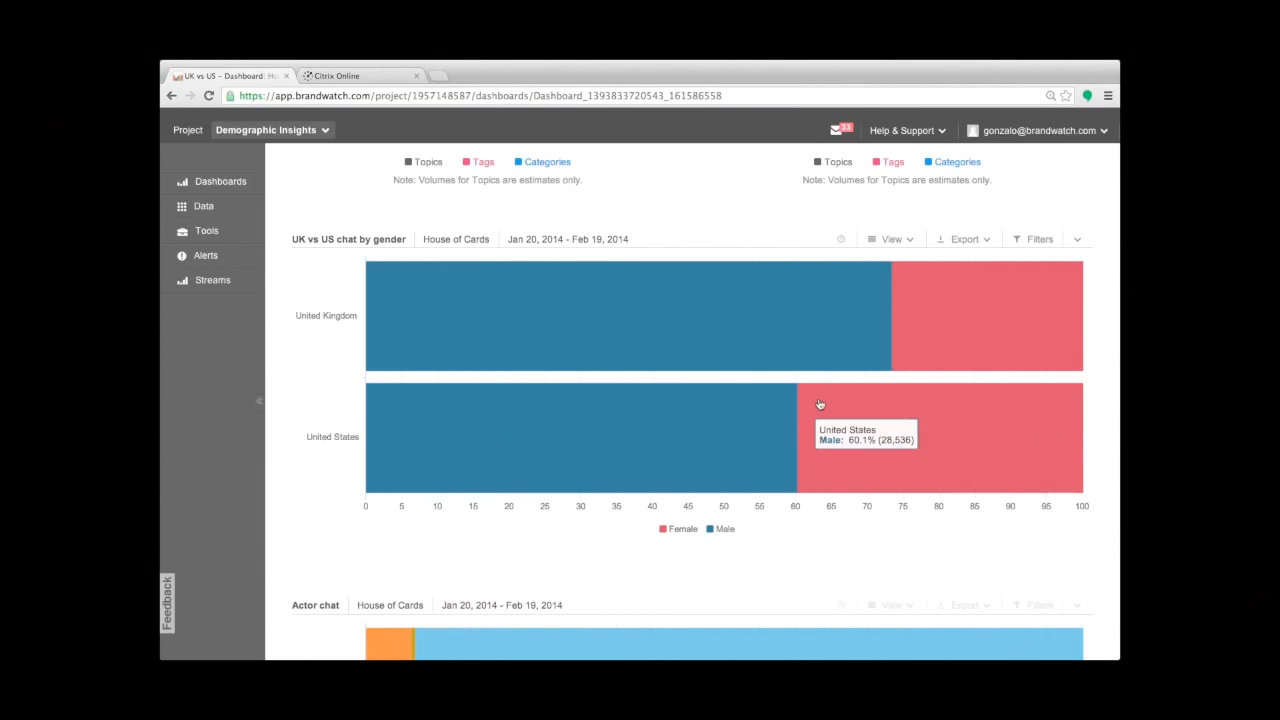 UK vs US - Dashboard: Ho
Citrix Online
https://app.brandwatch.com/project/1957148587/dashboards/Dashboard_1393833720543_161586558
Project Demographic Insights 33 Help & Support gonzalo@brandwatch.com
Dashboards
Data
Tools
Alerts
Streams
Feedback
Topics Tags Categories
Note: Volumes for Topics are estimates only.
Topics Tags Categories
Note: Volumes for Topics are estimates only.
UK vs US chat by gender House of Cards Jan 20, 2014 - Feb 19, 2014 View Export Filters
United Kingdom
United States
United States
Male: 60.1% (28,536)
0 5 10 15 20 25 30 35 40 45 50 55 60 65 70 75 80 85 90 95 100
Female Male
Actor chat House of Cards Jan 20, 2014 - Feb 19, 2014 View Export Filters